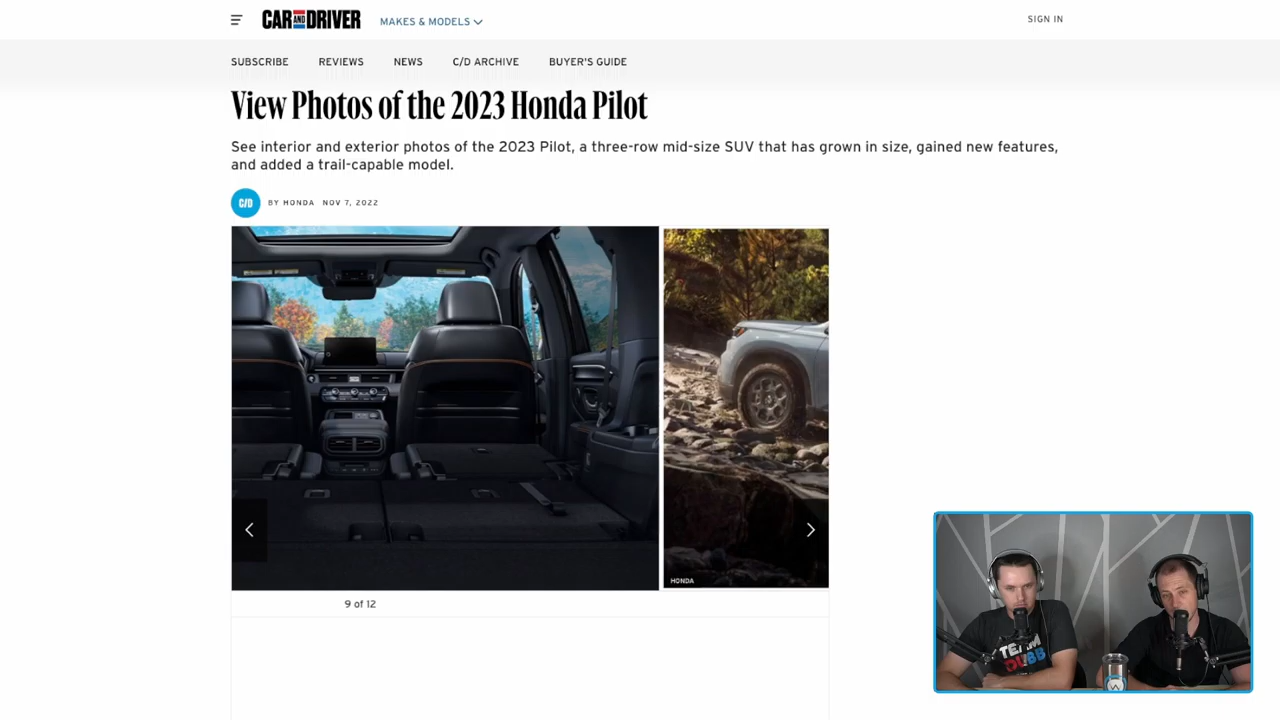 CAR AND DRIVER
MAKES & MODELS
SIGN IN
SUBSCRIBE
REVIEWS
NEWS
C/D ARCHIVE
BUYER'S GUIDE
View Photos of the 2023 Honda Pilot
See interior and exterior photos of the 2023 Pilot, a three-row mid-size SUV that has grown in size, gained new features,
and added a trail-capable model.
C/D
BY HONDA NOV 7, 2022
HONDA
9 of 12
TEAM
DUBB